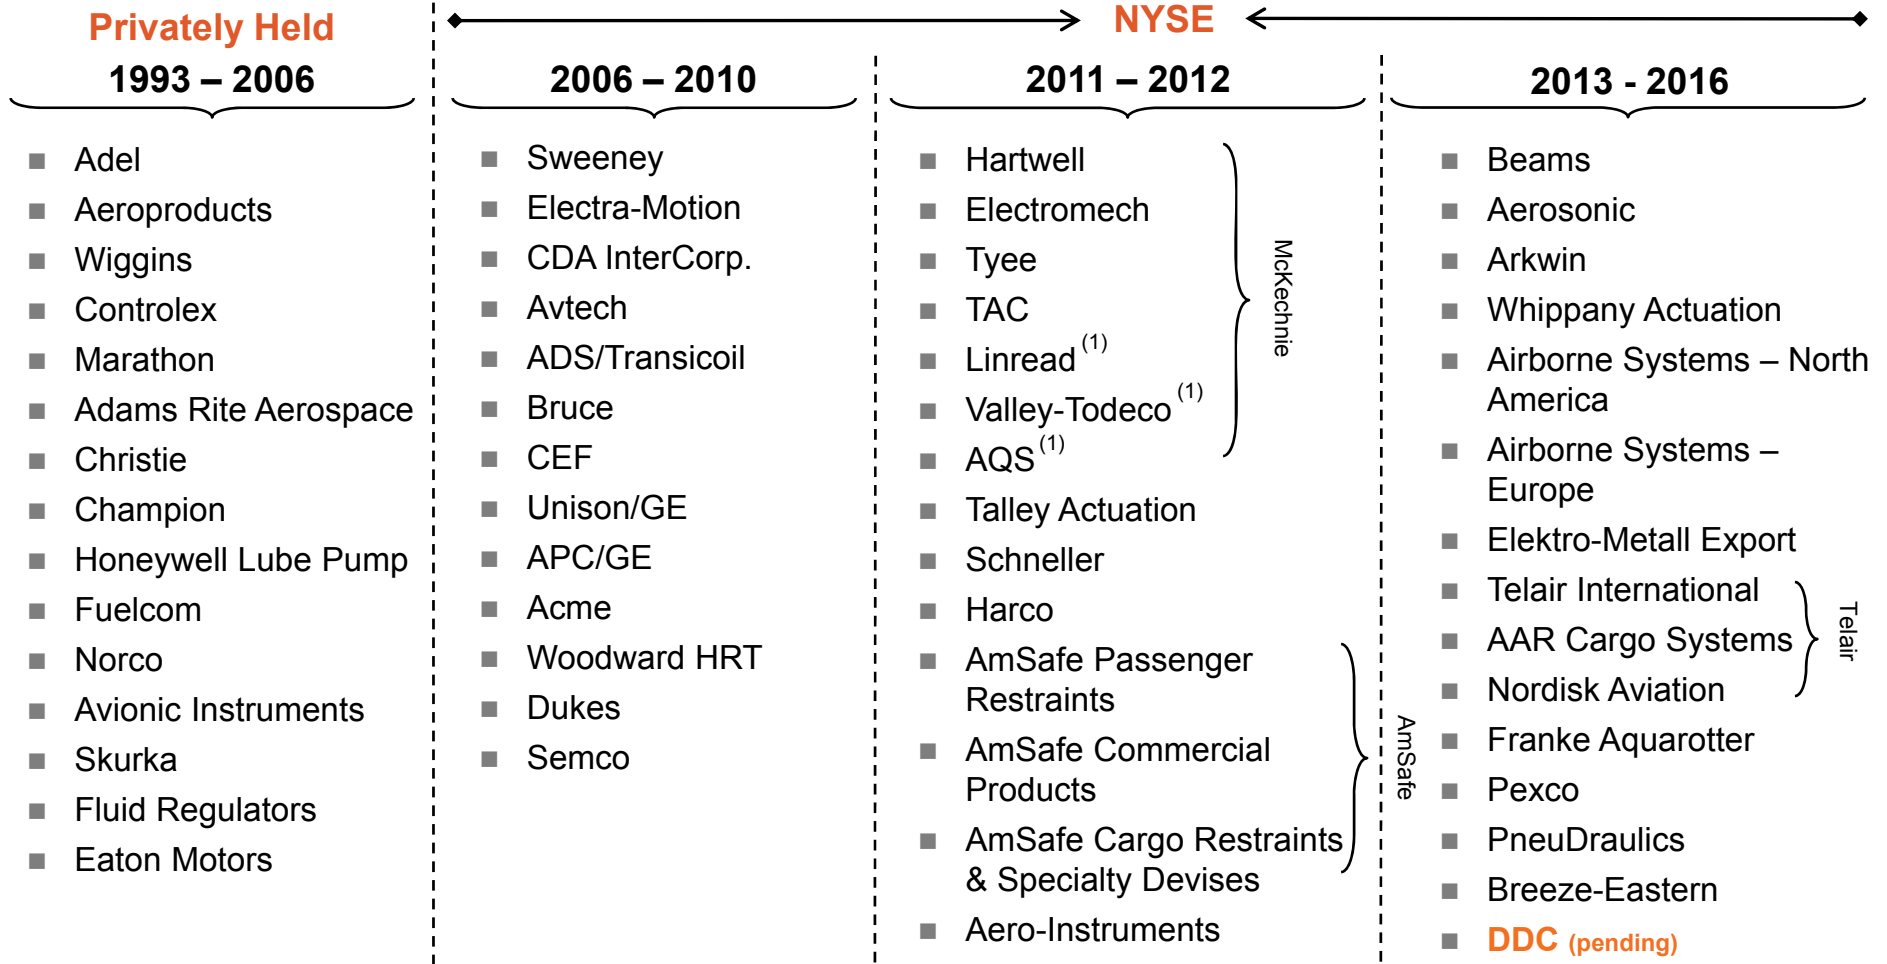 Privately Held
NYSE
1993 – 2006
Adel
Aeroproducts
Wiggins
Controlex
Marathon
Adams Rite Aerospace
Christie
Champion
Honeywell Lube Pump
Fuelcom
Norco
Avionic Instruments
Skurka
Fluid Regulators
Eaton Motors
2006 – 2010
Sweeney
Electra-Motion
CDA InterCorp.
Avtech
ADS/Transicoil
Bruce
CEF
Unison/GE
APC/GE
Acme
Woodward HRT
Dukes
Semco
2011 – 2012
Hartwell
Electromech
Tyee
TAC
Linread (1)
Valley-Todeco (1)
AQS (1)
McKechnie
Talley Actuation
Schneller
Harco
AmSafe Passenger
Restraints
AmSafe Commercial
Products
AmSafe Cargo Restraints
& Specialty Devises
AmSafe
Aero-Instruments
2013 - 2016
Beams
Aerosonic
Arkwin
Whippany Actuation
Airborne Systems – North
America
Airborne Systems –
Europe
Elektro-Metall Export
Telair International
AAR Cargo Systems
Nordisk Aviation
Telair
Franke Aquarotter
Pexco
PneuDraulics
Breeze-Eastern
DDC (pending)